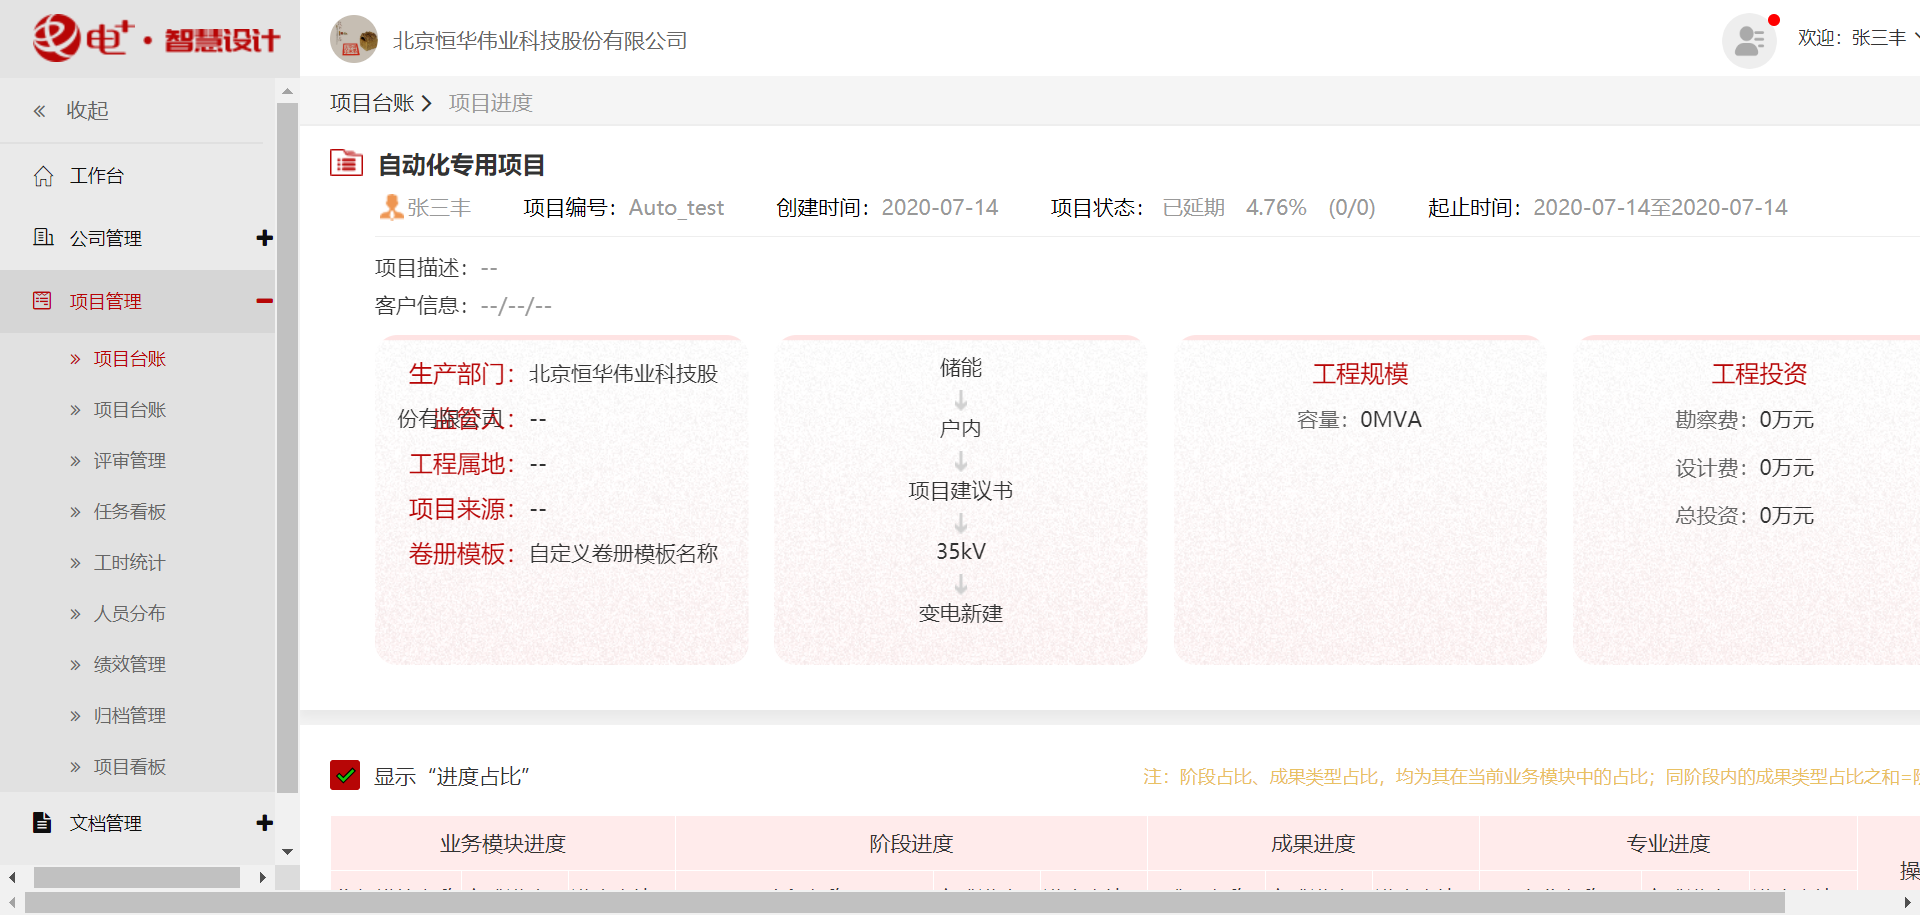 电+·智慧设计
北京恒华伟业科技股份有限公司
欢迎：张三丰
收起
工作台
公司管理
项目管理
项目台账
项目台账
评审管理
任务看板
工时统计
人员分布
绩效管理
归档管理
项目看板
文档管理
项目台账 项目进度
自动化专用项目
张三丰 项目编号：Auto_test 创建时间：2020-07-14 项目状态：已延期 4.76% (0/0) 起止时间：2020-07-14至2020-07-14
项目描述：--
客户信息：--/--/--
生产部门：北京恒华伟业科技股
份有限公司
监管人：--
工程属地：--
项目来源：--
卷册模板：自定义卷册模板名称
储能
户内
项目建议书
35kV
变电新建
工程规模
容量：0MVA
工程投资
勘察费：0万元
设计费：0万元
总投资：0万元
显示“进度占比”
注：阶段占比、成果类型占比，均为其在当前业务模块中的占比；同阶段内的成果类型占比之和=
业务模块进度 阶段进度 成果进度 专业进度
操